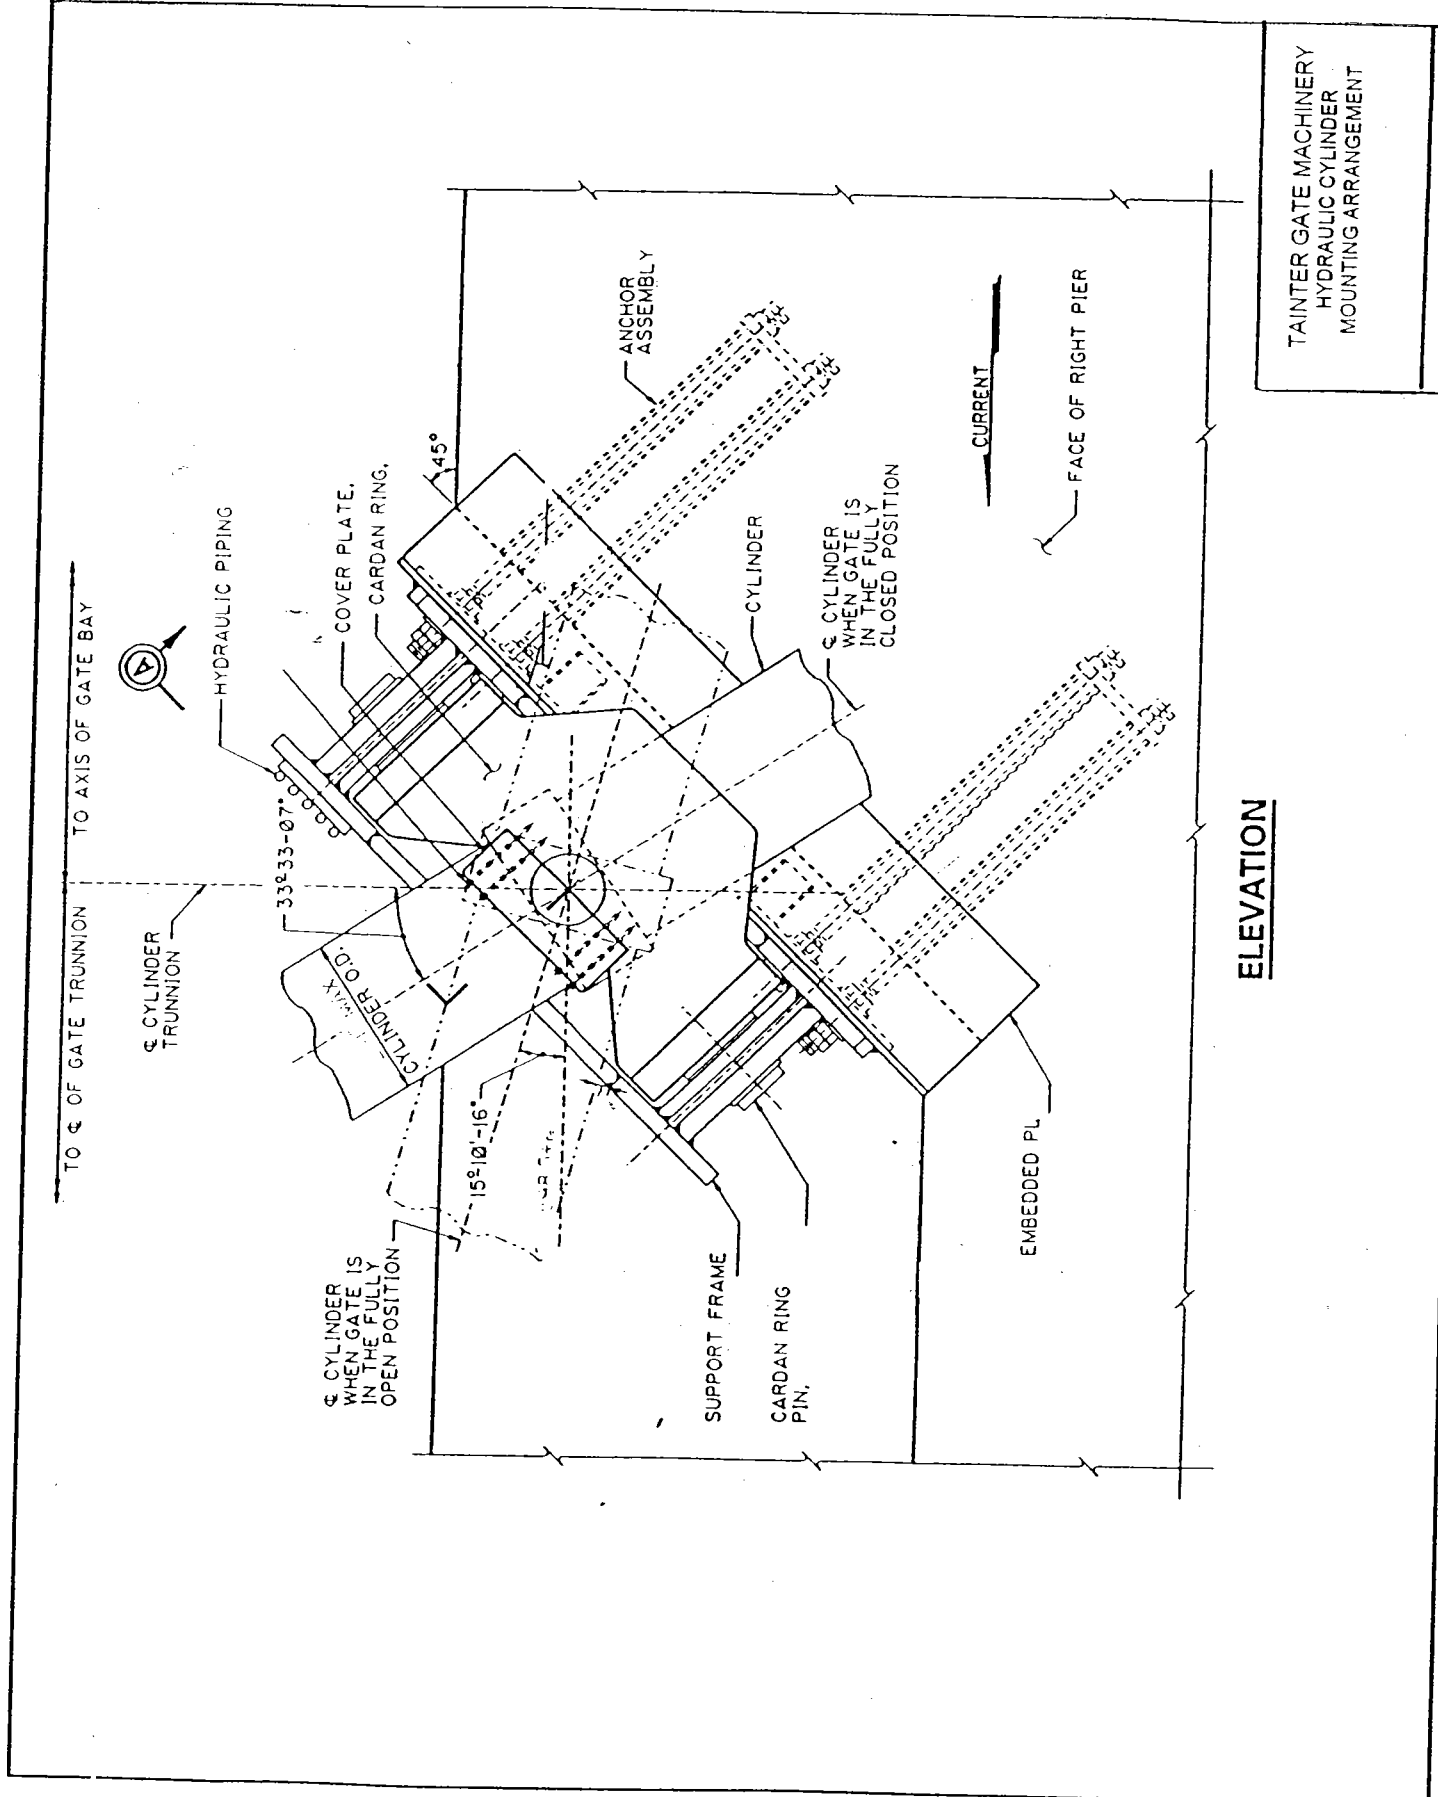 TO ℄ OF GATE TRUNNION
TO AXIS OF GATE BAY
A
℄ CYLINDER
TRUNNION
HYDRAULIC PIPING
33º-33-07"
COVER PLATE.
CARDAN RING.
45°
ANCHOR
ASSEMBLY
MAX
CYLINDER O.D.
℄ CYLINDER
WHEN GATE IS
IN THE FULLY
OPEN POSITION
15º-10'-16"
SUPPORT FRAME
CARDAN RING
PIN.
CYLINDER
℄ CYLINDER
WHEN GATE IS
IN THE FULLY
CLOSED POSITION
CURRENT
FACE OF RIGHT PIER
EMBEDDED PL
ELEVATION
TAINTER GATE MACHINERY
HYDRAULIC CYLINDER
MOUNTING ARRANGEMENT